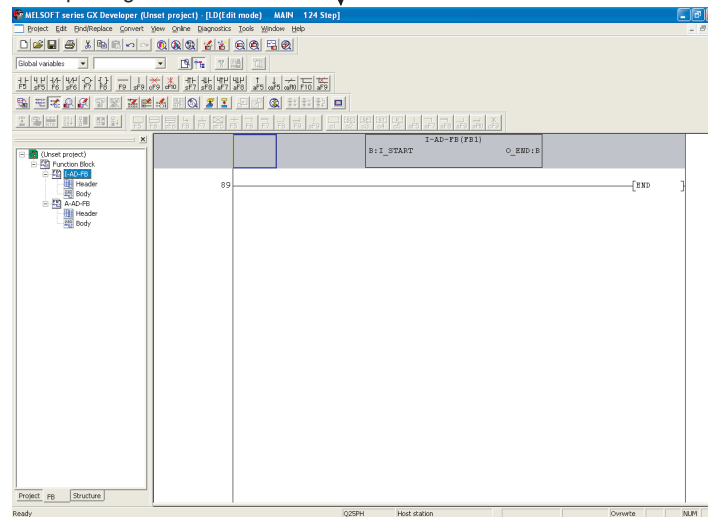 MELSOFT series GX Developer (Unset project) - [LD(Edit mode) MAIN 124 Step]
Project Edit Find/Replace Convert View Online Diagnostics Tools Window Help
Global variables
F5 sF5 F6 sF6 F7 F8 F9 sF9 cF9 cF10 sF7 sF8 aF7 aF8 aF5 caF5 caF10 F10 aF9
(Unset project)
Function Block
I-AD-FB
Header
Body
A-AD-FB
Header
Body
Project FB Structure
I-AD-FB(FB1)
B:I_START O_END:B
89 [END ]
Ready Q25PH Host station Ovrwrte NUM